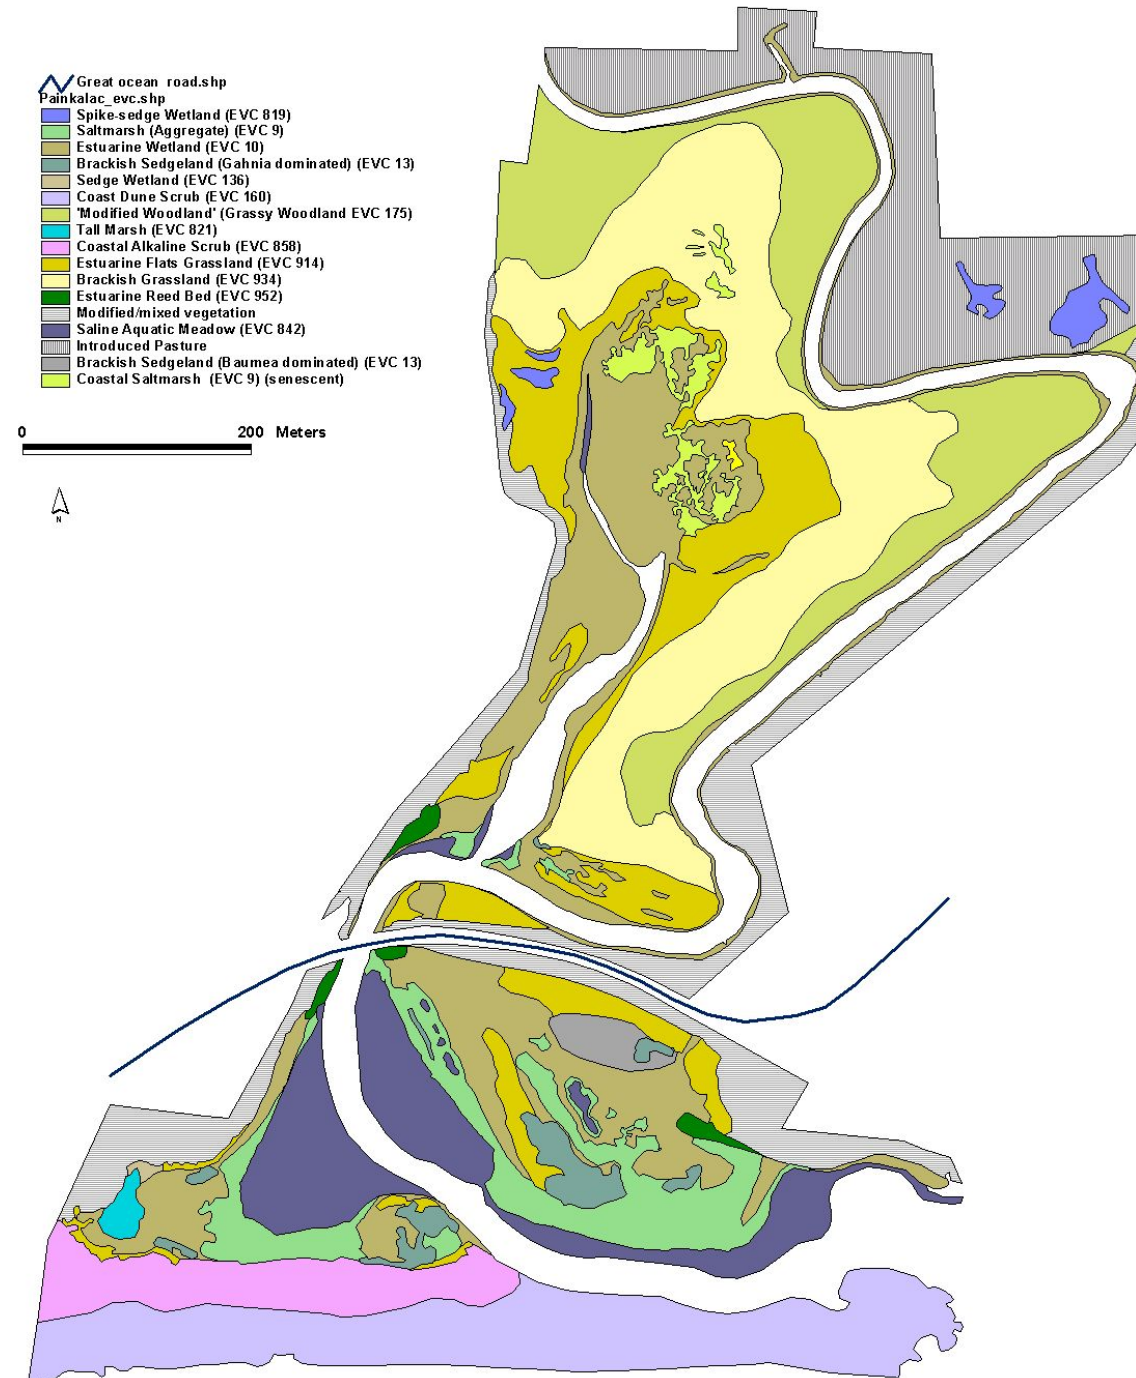 Great ocean road.shp
Painkalac_evc.shp
Spike-sedge Wetland (EVC 819)
Saltmarsh (Aggregate) (EVC 9)
Estuarine Wetland (EVC 10)
Brackish Sedgeland (Gahnia dominated) (EVC 13)
Sedge Wetland (EVC 136)
Coast Dune Scrub (EVC 160)
'Modified Woodland' (Grassy Woodland EVC 175)
Tall Marsh (EVC 821)
Coastal Alkaline Scrub (EVC 858)
Estuarine Flats Grassland (EVC 914)
Brackish Grassland (EVC 934)
Estuarine Reed Bed (EVC 952)
Modified/mixed vegetation
Saline Aquatic Meadow (EVC 842)
Introduced Pasture
Brackish Sedgeland (Baumea dominated) (EVC 13)
Coastal Saltmarsh (EVC 9) (senescent)
0 200 Meters
N